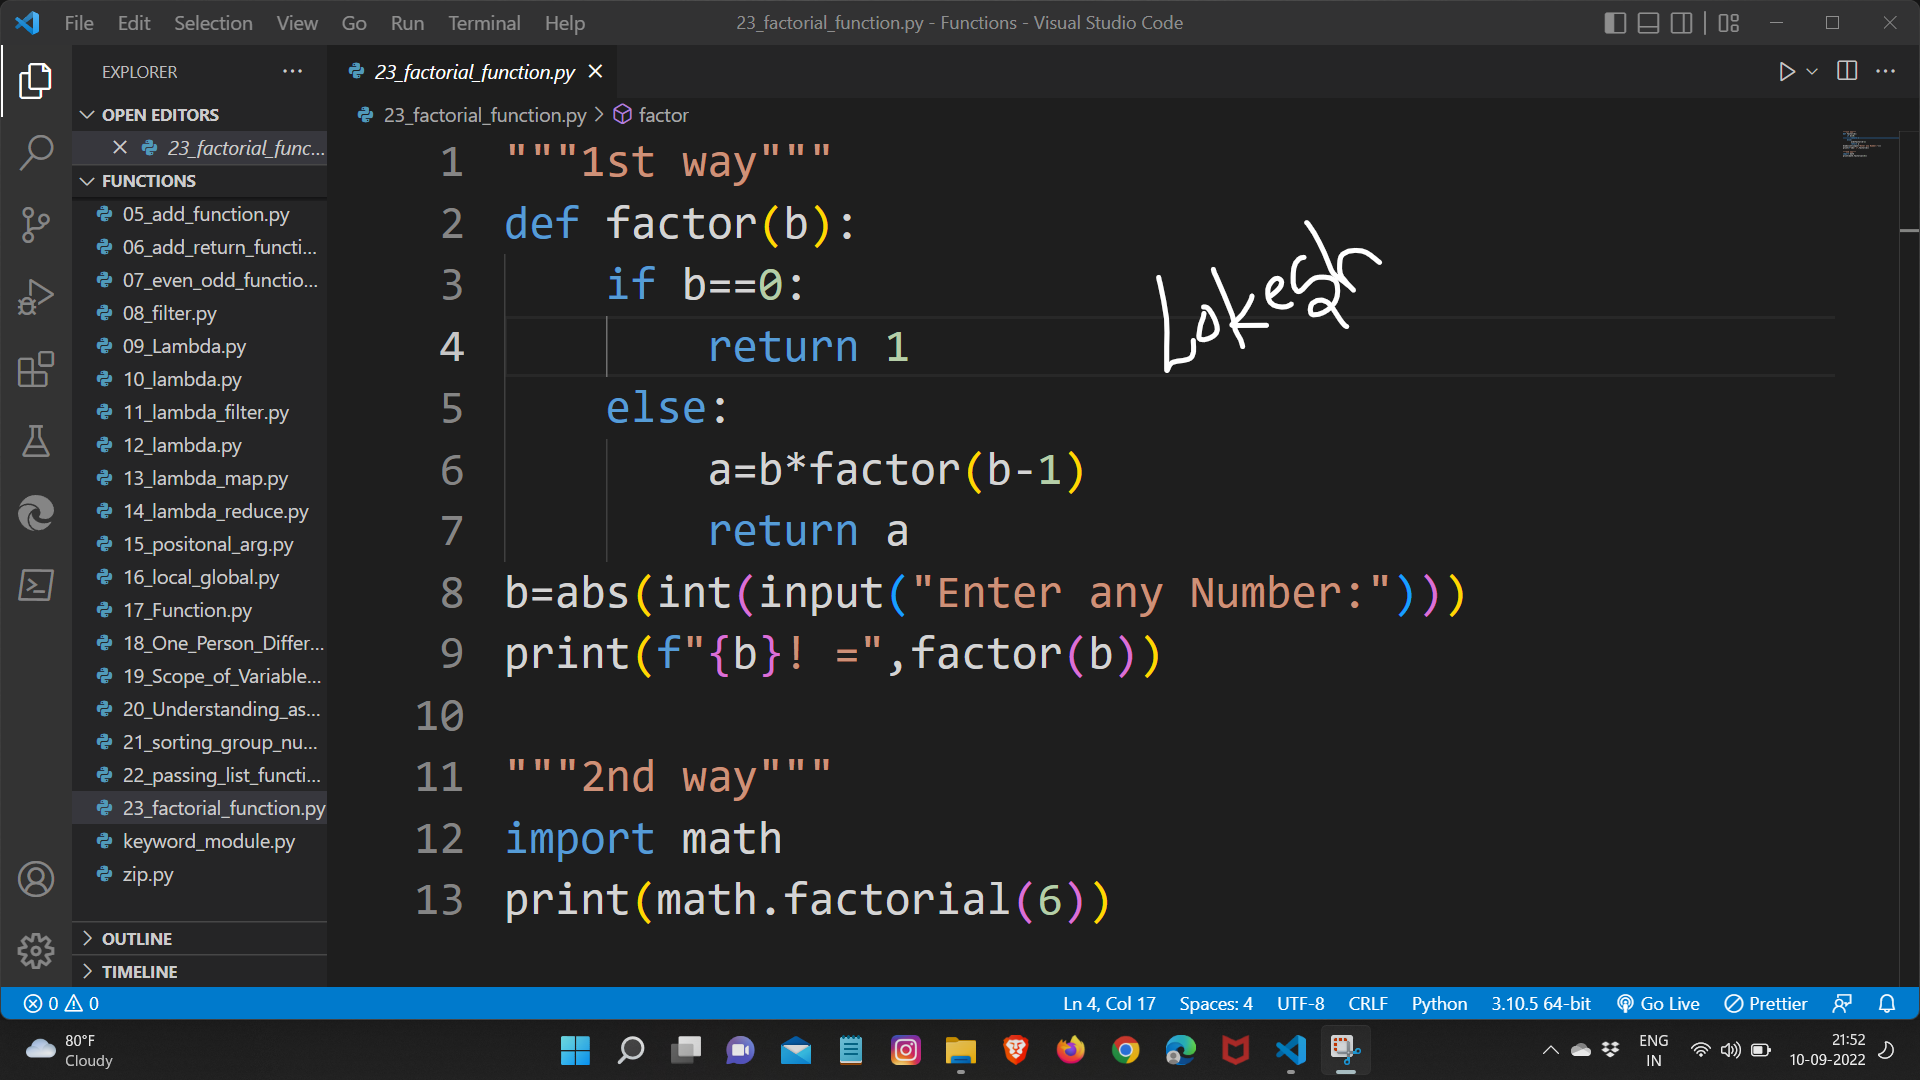 File Edit Selection View Go Run Terminal Help 23_factorial_function.py - Functions - Visual Studio Code
EXPLORER ...
23_factorial_function.py
OPEN EDITORS
23_factorial_func...
FUNCTIONS
05_add_function.py
06_add_return_functi...
07_even_odd_functio...
08_filter.py
09_Lambda.py
10_lambda.py
11_lambda_filter.py
12_lambda.py
13_lambda_map.py
14_lambda_reduce.py
15_positonal_arg.py
16_local_global.py
17_Function.py
18_One_Person_Differ...
19_Scope_of_Variable...
20_Understanding_as...
21_sorting_group_nu...
22_passing_list_functi...
23_factorial_function.py
keyword_module.py
zip.py
OUTLINE
TIMELINE
23_factorial_function.py > factor
1 """1st way"""
2 def factor(b):
3     if b==0:
4         return 1
5     else:
6         a=b*factor(b-1)
7         return a
8 b=abs(int(input("Enter any Number:")))
9 print(f"{b}! =",factor(b))
10
11 """2nd way"""
12 import math
13 print(math.factorial(6))
Lokesh
0 0 Ln 4, Col 17 Spaces: 4 UTF-8 CRLF Python 3.10.5 64-bit Go Live Prettier
80°F
Cloudy
ENG
IN
21:52
10-09-2022